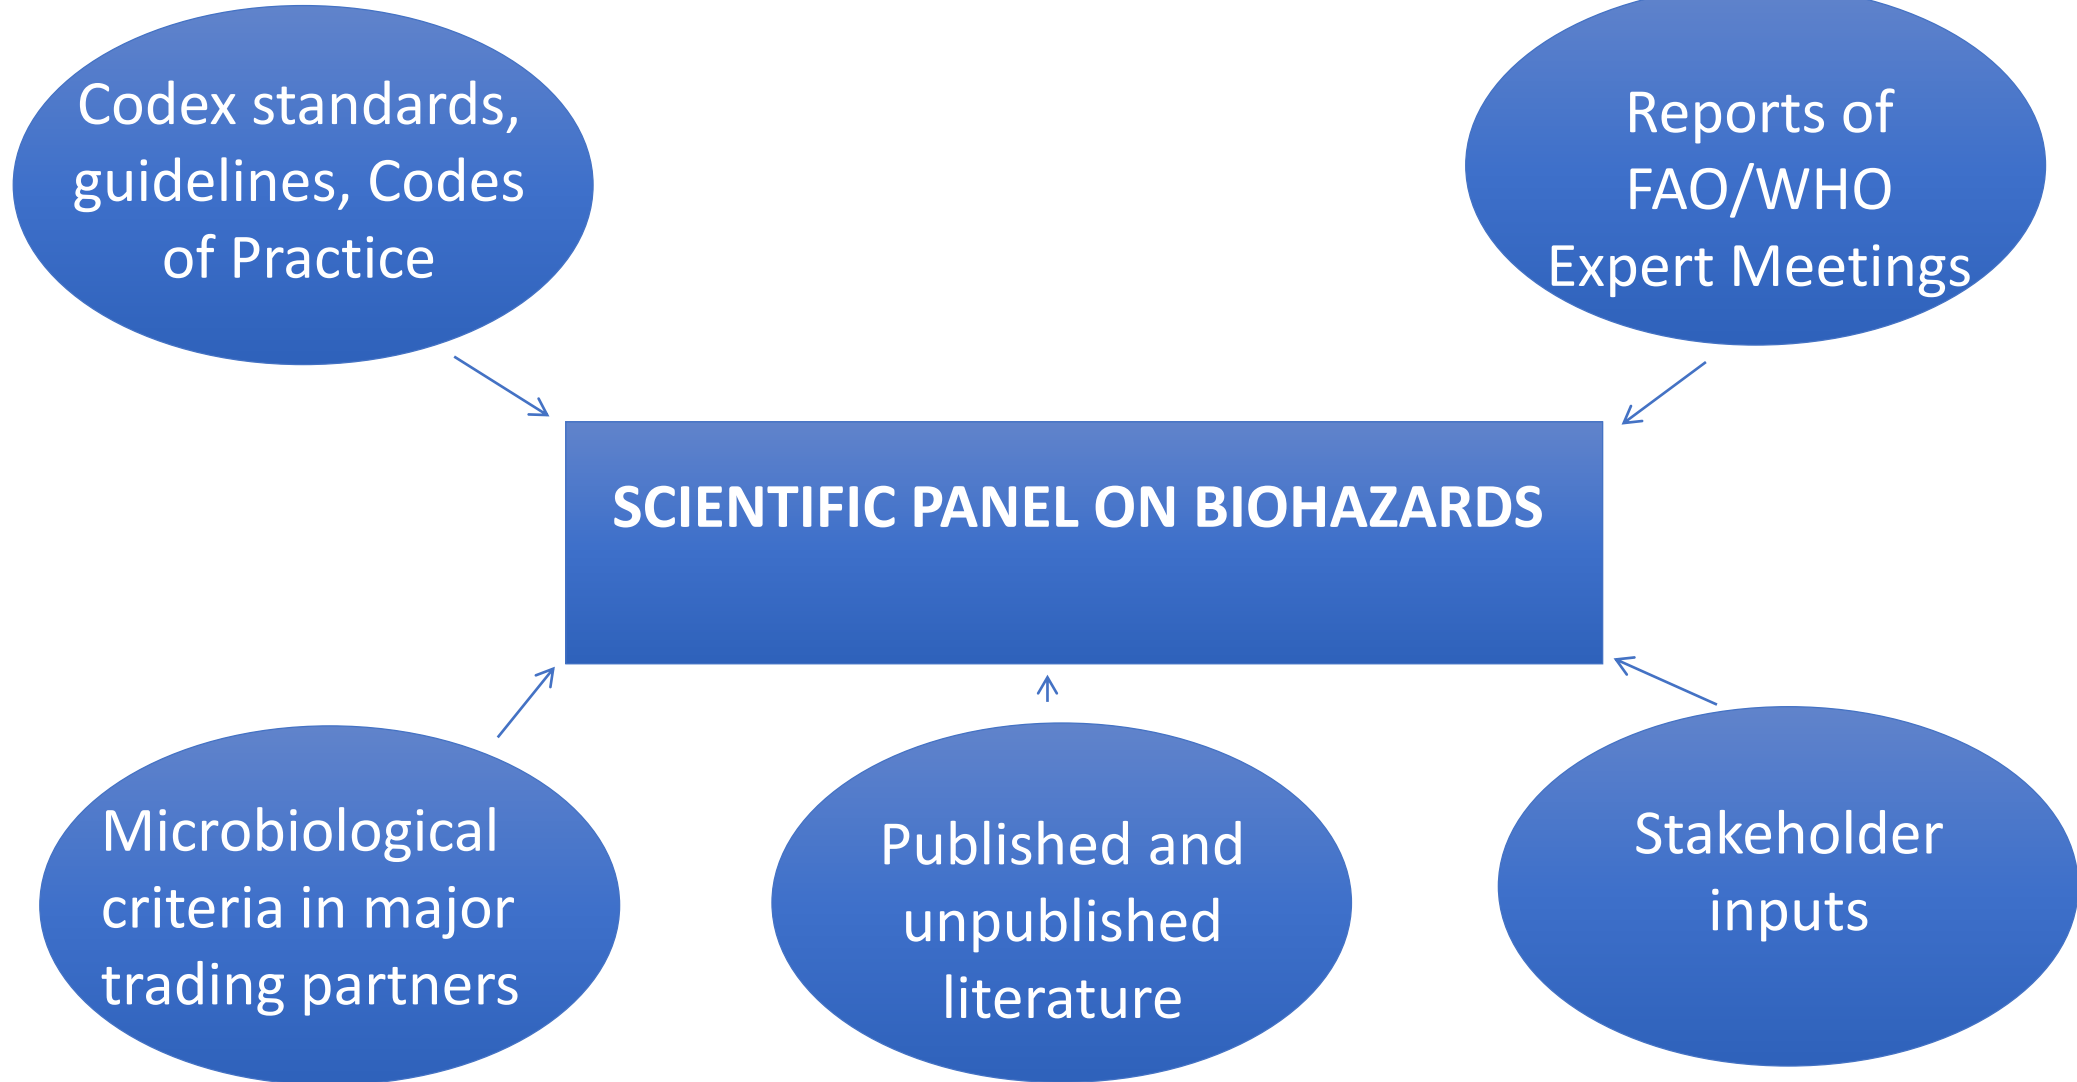 Codex standards,
guidelines, Codes
of Practice
Reports of
FAO/WHO
Expert Meetings
SCIENTIFIC PANEL ON BIOHAZARDS
Microbiological
criteria in major
trading partners
Published and
unpublished
literature
Stakeholder
inputs